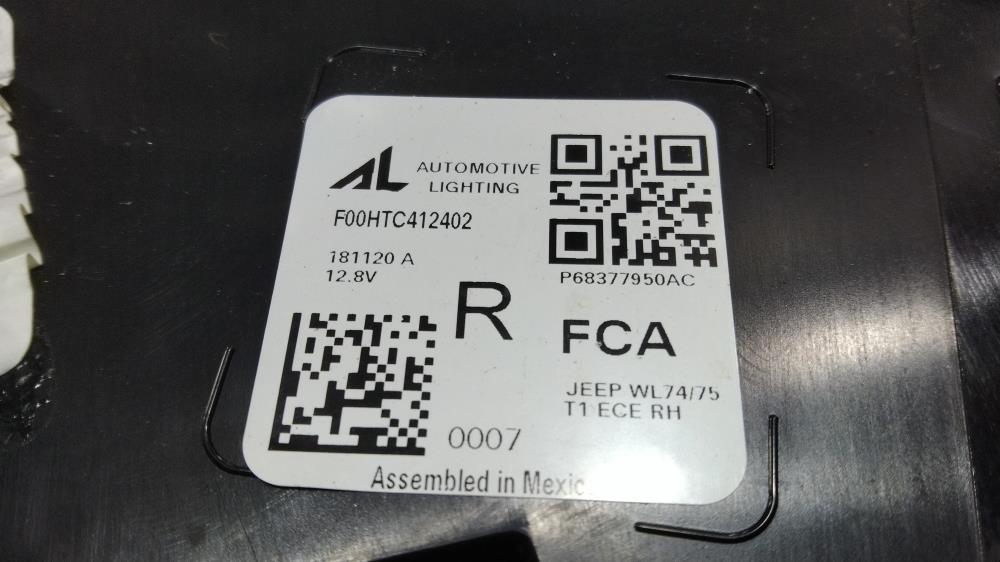 AL AUTOMOTIVE
LIGHTING
F00HTC412402
181120 A
12.8V
P68377950AC
R
FCA
JEEP WL74/75
T1 ECE RH
0007
Assembled in Mexic